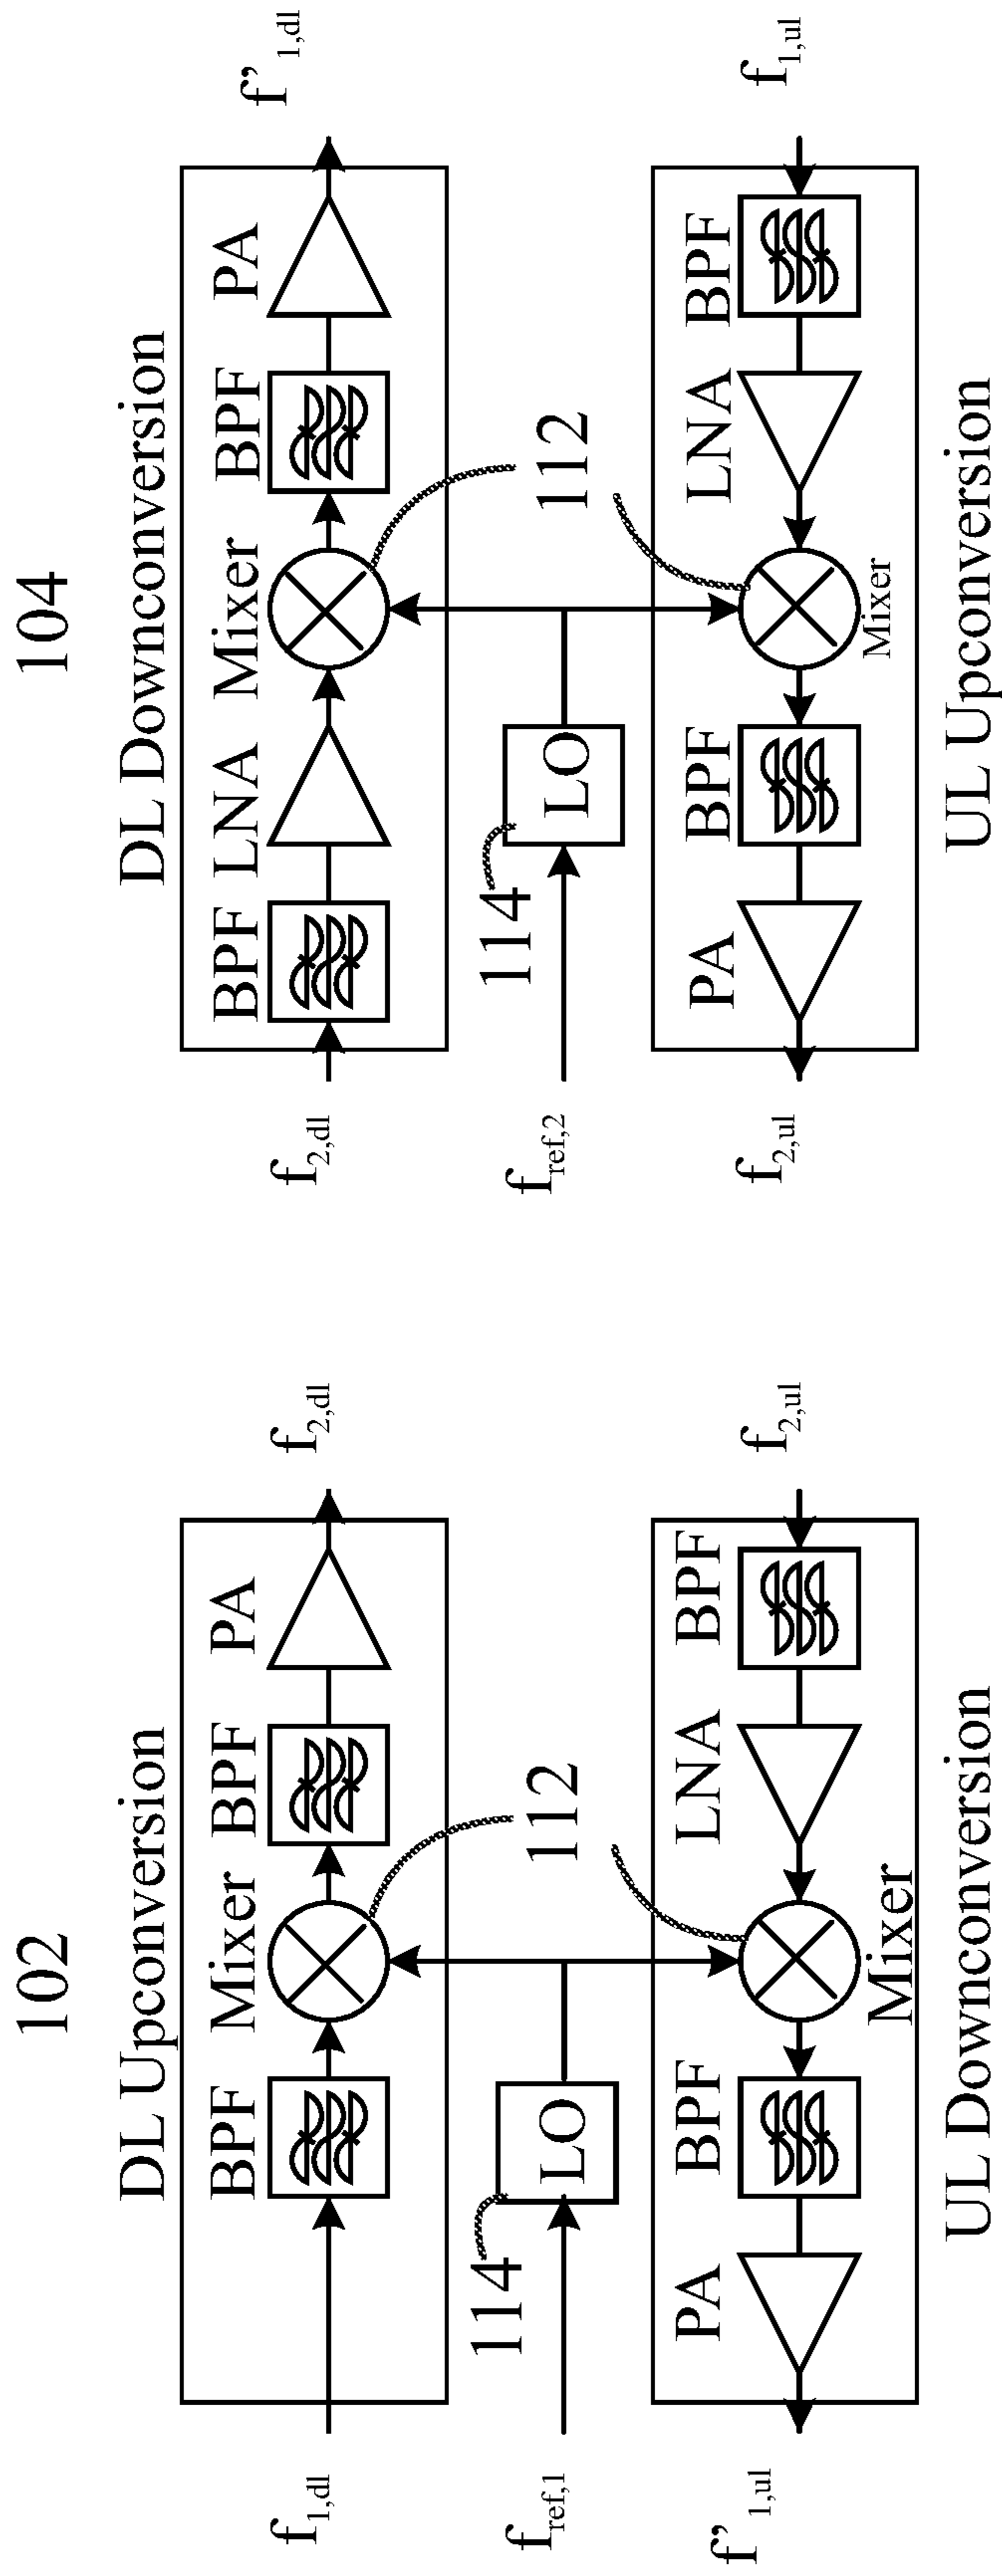 102
DL Upconversion
BPF Mixer BPF PA
f1,dl
f2,dl
112
114
LO
fref,1
PA BPF LNA BPF
Mixer
f''1,ul
f2,ul
UL Downconversion
104
DL Downconversion
BPF LNA Mixer BPF PA
f2,dl
f'1,dl
112
114
LO
fref,2
PA BPF LNA BPF
Mixer
f2,ul
f1,ul
UL Upconversion